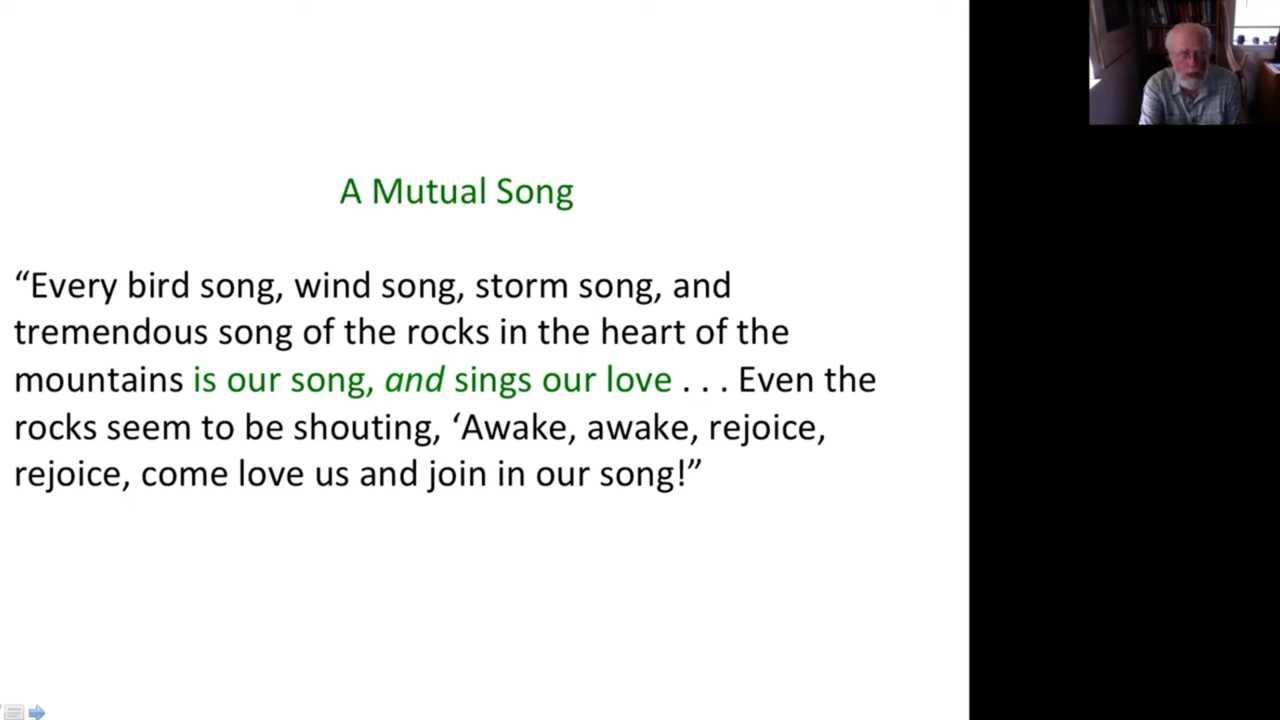 A Mutual Song
“Every bird song, wind song, storm song, and
tremendous song of the rocks in the heart of the
mountains is our song, and sings our love . . . Even the
rocks seem to be shouting, ‘Awake, awake, rejoice,
rejoice, come love us and join in our song!”